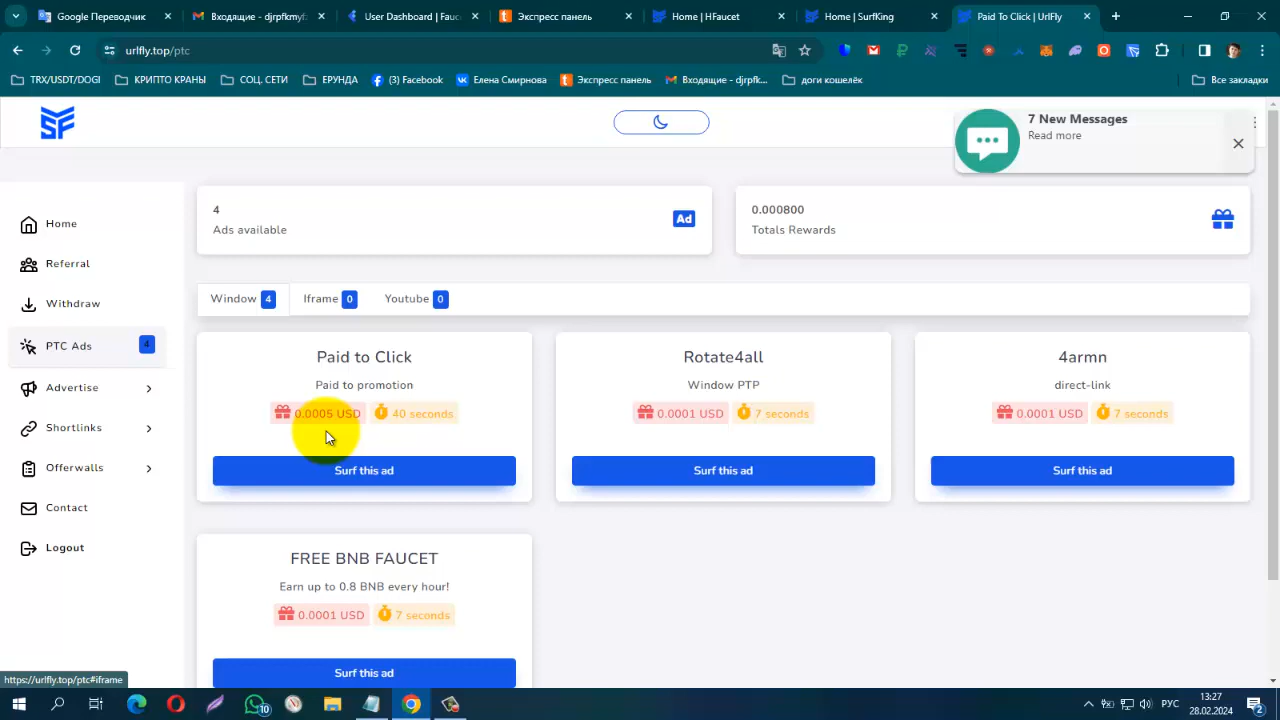 Google Переводчик
Входящие - djrpfkmyl
User Dashboard | Fauc
Экспресс панель
Home | HFaucet
Home | SurfKing
Paid To Click | UrlFly
urlfly.top/ptc
TRX/USDT/DOGI
КРИПТО КРАНЫ
СОЦ. СЕТИ
ЕРУНДА
(3) Facebook
Елена Смирнова
Экспресс панель
Входящие - djrpfk...
доги кошелёк
Все закладки
SF
7 New Messages
Read more
4
Ads available
Ad
0.000800
Totals Rewards
Home
Referral
Withdraw
PTC Ads 4
Advertise
Shortlinks
Offerwalls
Contact
Logout
Window 4
Iframe 0
Youtube 0
Paid to Click
Paid to promotion
0.0005 USD
40 seconds
Surf this ad
Rotate4all
Window PTP
0.0001 USD
7 seconds
Surf this ad
4armn
direct-link
0.0001 USD
7 seconds
Surf this ad
FREE BNB FAUCET
Earn up to 0.8 BNB every hour!
0.0001 USD
7 seconds
Surf this ad
https://urlfly.top/ptc#iframe
10
РУС
13:27
28.02.2024
2